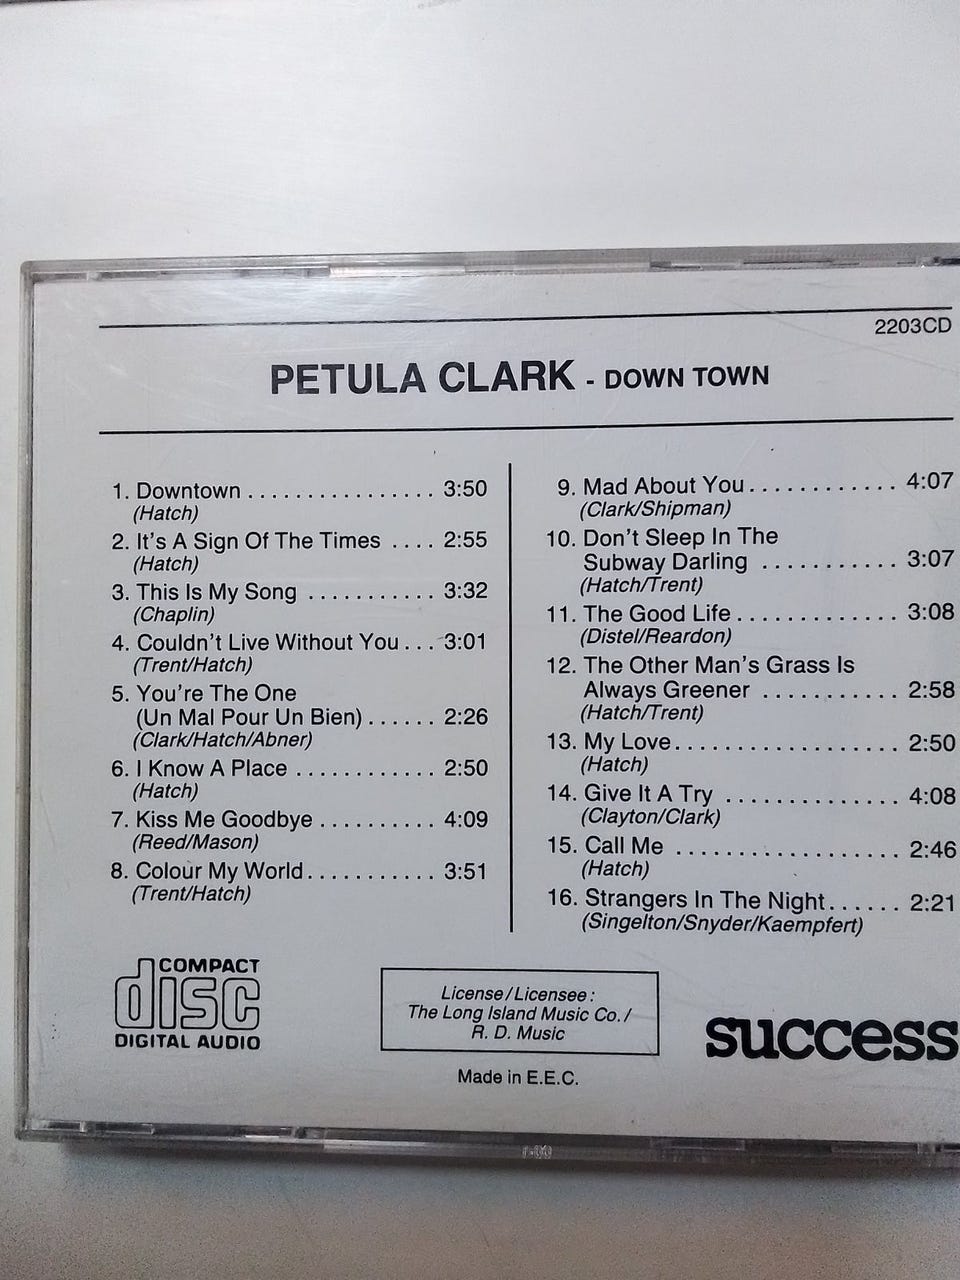 2203CD
PETULA CLARK - DOWN TOWN
1. Downtown ................ 3:50
(Hatch)
2. It's A Sign Of The Times .... 2:55
(Hatch)
3. This Is My Song ........... 3:32
(Chaplin)
4. Couldn't Live Without You ... 3:01
(Trent/Hatch)
5. You're The One
(Un Mal Pour Un Bien) ...... 2:26
(Clark/Hatch/Abner)
6. I Know A Place ............ 2:50
(Hatch)
7. Kiss Me Goodbye .......... 4:09
(Reed/Mason)
8. Colour My World ........... 3:51
(Trent/Hatch)
9. Mad About You ............ 4:07
(Clark/Shipman)
10. Don't Sleep In The
Subway Darling ........... 3:07
(Hatch/Trent)
11. The Good Life ............. 3:08
(Distel/Reardon)
12. The Other Man's Grass Is
Always Greener ........... 2:58
(Hatch/Trent)
13. My Love ................... 2:50
(Hatch)
14. Give It A Try .............. 4:08
(Clayton/Clark)
15. Call Me .................. 2:46
(Hatch)
16. Strangers In The Night ...... 2:21
(Singelton/Snyder/Kaempfert)
COMPACT
disc
DIGITAL AUDIO
License/Licensee:
The Long Island Music Co./
R. D. Music
Made in E.E.C.
success